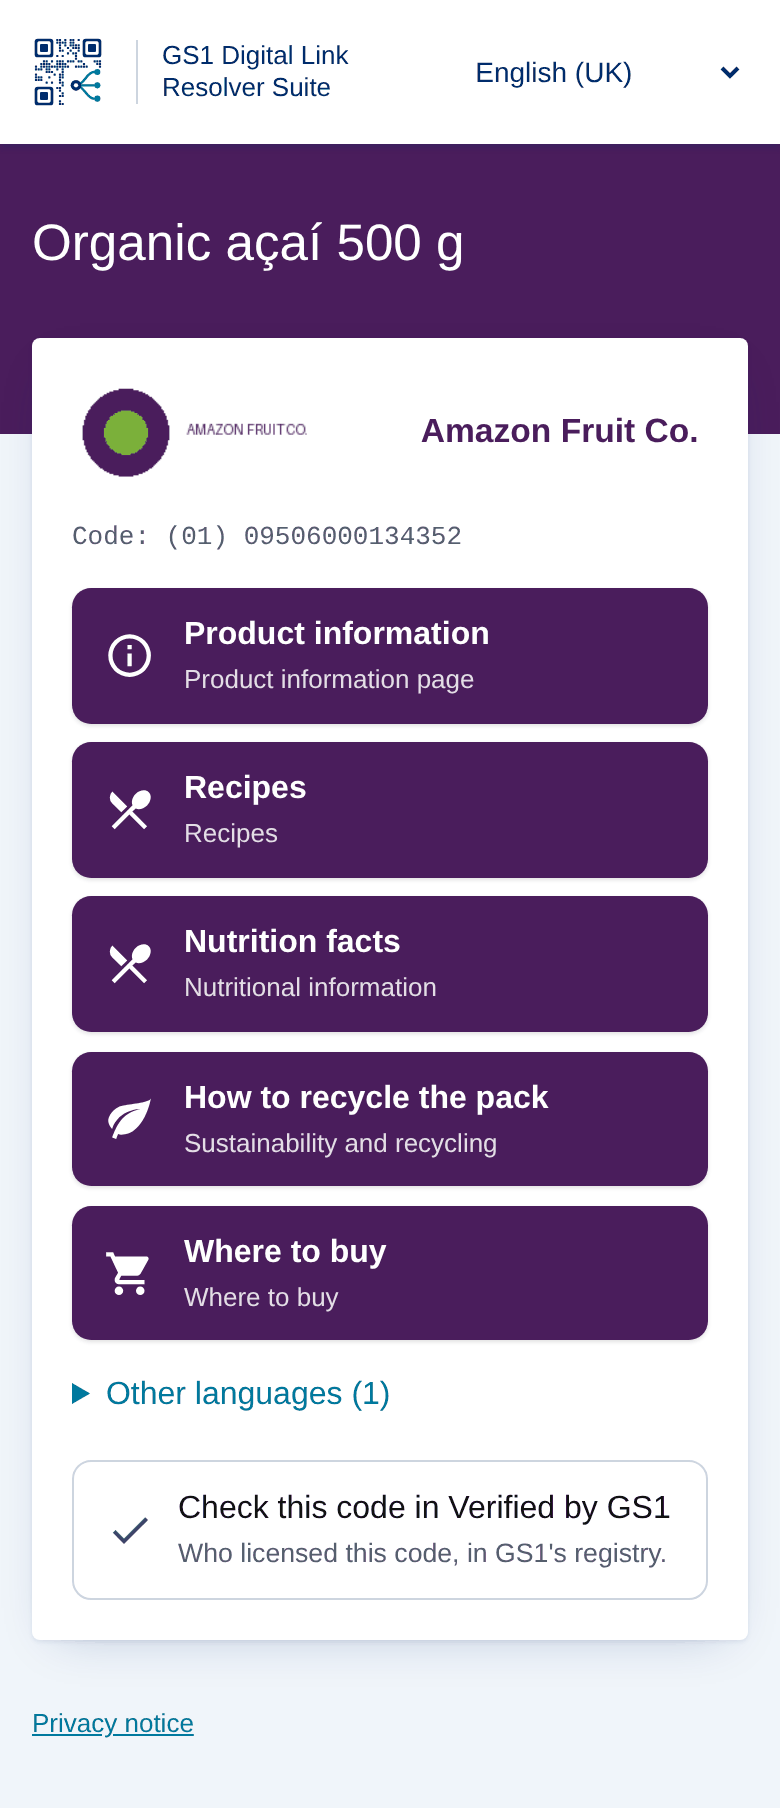 GS1 Digital Link
Resolver Suite
English (UK)
Organic açaí 500 g
AMAZON FRUIT CO.
Amazon Fruit Co.
Code: (01) 09506000134352
Product information
Product information page
Recipes
Recipes
Nutrition facts
Nutritional information
How to recycle the pack
Sustainability and recycling
Where to buy
Where to buy
Other languages (1)
Check this code in Verified by GS1
Who licensed this code, in GS1's registry.
Privacy notice